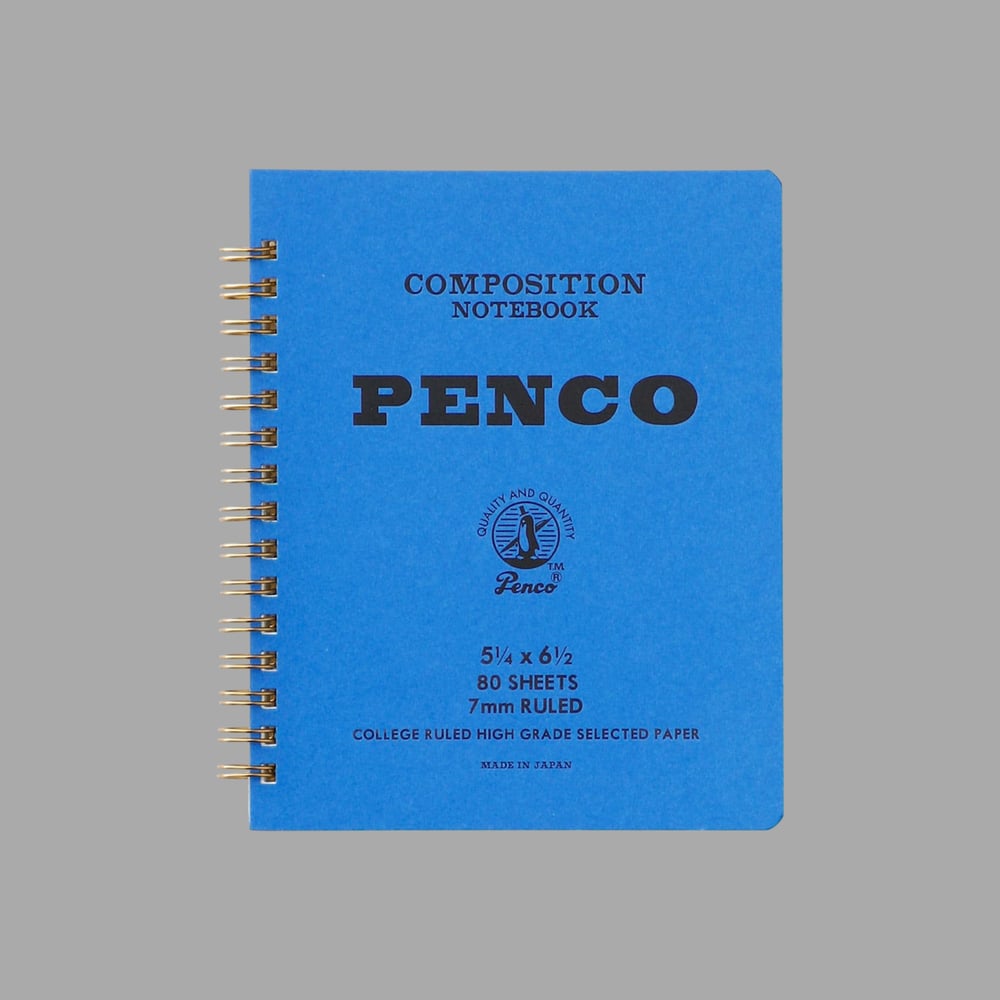 COMPOSITION
NOTEBOOK
PENCO
QUALITY AND QUANTITY
T.M.
Penco®
5¼ x 6½
80 SHEETS
7mm RULED
COLLEGE RULED HIGH GRADE SELECTED PAPER
MADE IN JAPAN